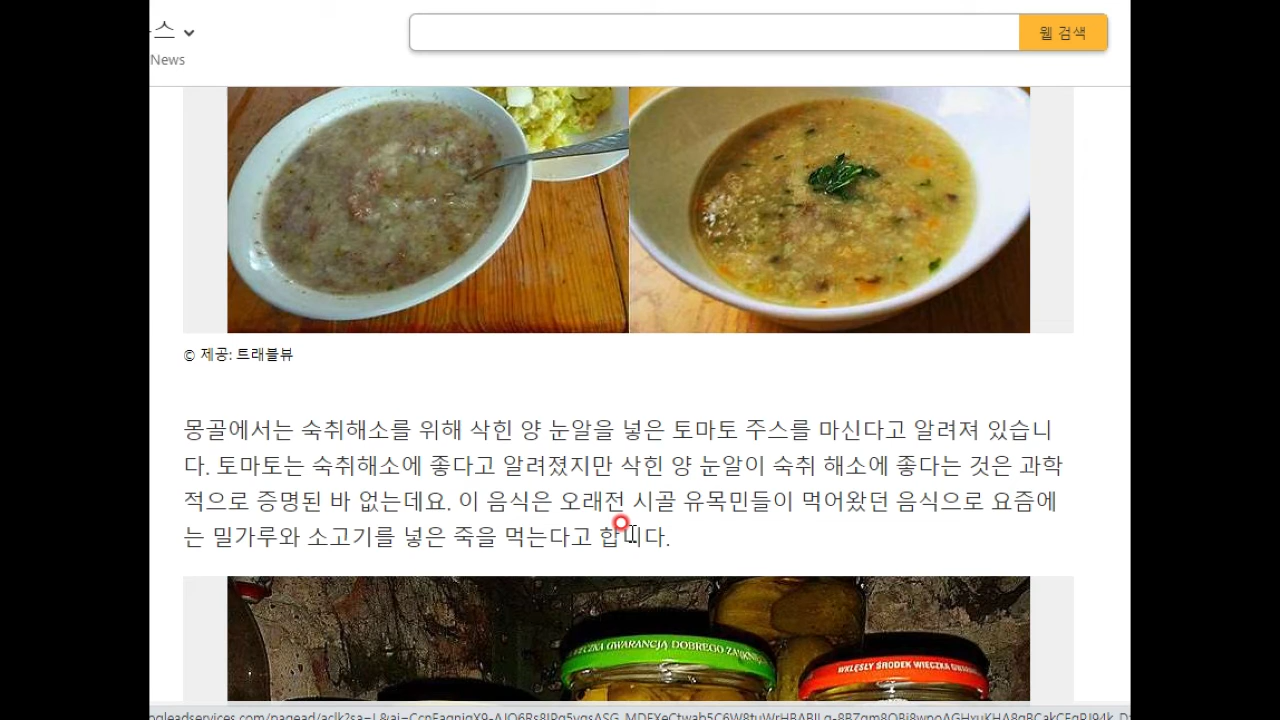 스
News
웹 검색
© 제공: 트래블뷰
몽골에서는 숙취해소를 위해 삭힌 양 눈알을 넣은 토마토 주스를 마신다고 알려져 있습니
다. 토마토는 숙취해소에 좋다고 알려졌지만 삭힌 양 눈알이 숙취 해소에 좋다는 것은 과학
적으로 증명된 바 없는데요. 이 음식은 오래전 시골 유목민들이 먹어왔던 음식으로 요즘에
는 밀가루와 소고기를 넣은 죽을 먹는다고 합니다.
GWARANCJĄ DOBREGO
WKLĘSŁY ŚRODEK WIECZKA